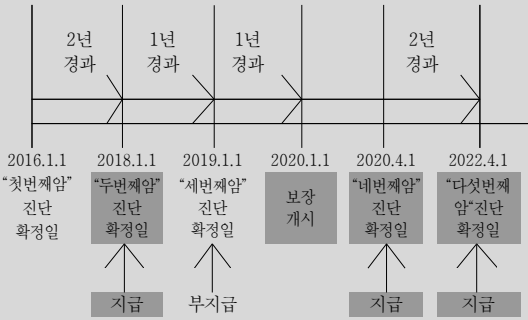 2년 1년 1년 2년
경과 경과 경과 경과
2016.1.1 2018.1.1 2019.1.1 2020.1.1 2020.4.1 2022.4.1
“첫번째암” “두번째암” “세번째암” “네번째암” “다섯번째
진단 진단 진단 보장 진단 암“진단
확정일 확정일 확정일 개시 확정일 확정일
지급 부지급 지급 지급